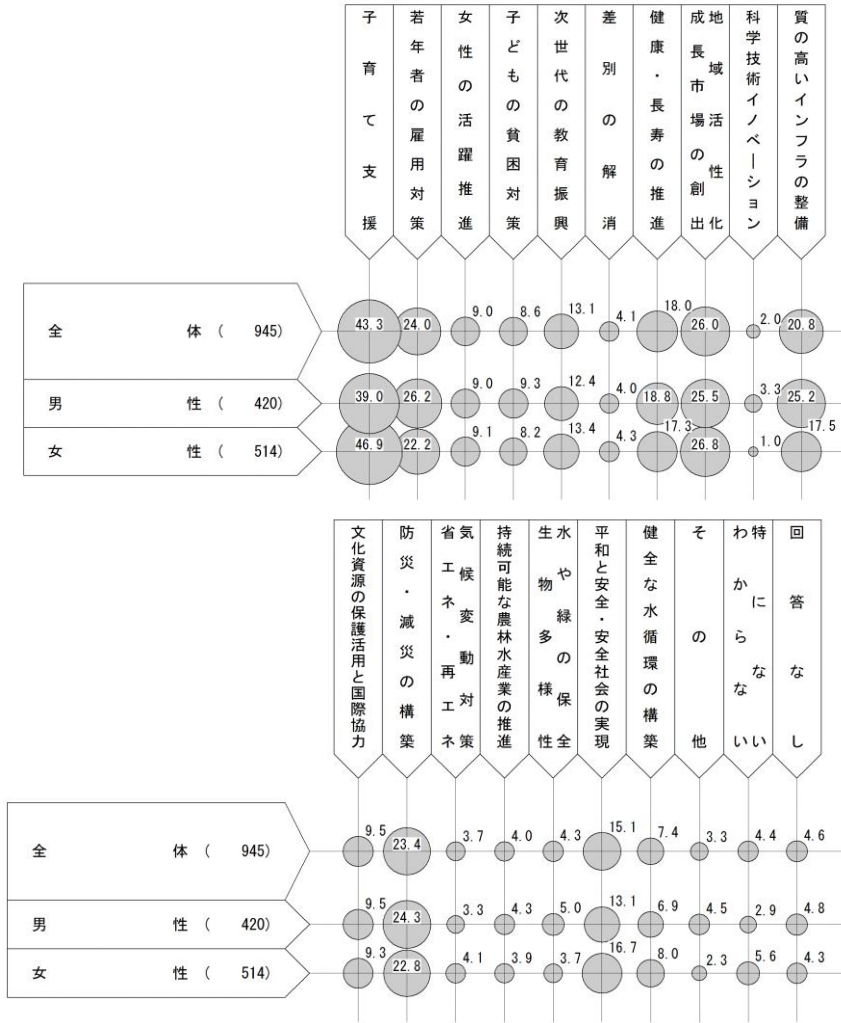 子育て支援
若年者の雇用対策
女性の活躍推進
子どもの貧困対策
次世代の教育振興
差別の解消
健康・長寿の推進
地域活性化
成長市場の創出
科学技術イノベーション
質の高いインフラの整備
全体( 945)
43.3 24.0 9.0 8.6 13.1 4.1 18.0 26.0 2.0 20.8
男性( 420)
39.0 26.2 9.0 9.3 12.4 4.0 18.8 25.5 3.3 25.2
女性( 514)
46.9 22.2 9.1 8.2 13.4 4.3 17.3 26.8 1.0 17.5
文化資源の保護活用と国際協力
防災・減災の構築
気候変動対策
省エネ・再エネ
持続可能な農林水産業の推進
水や緑の保全
生物多様性
平和と安全・安全社会の実現
健全な水循環の構築
その他
特にない
わからない
回答なし
全体( 945)
9.5 23.4 3.7 4.0 4.3 15.1 7.4 3.3 4.4 4.6
男性( 420)
9.5 24.3 3.3 4.3 5.0 13.1 6.9 4.5 2.9 4.8
女性( 514)
9.3 22.8 4.1 3.9 3.7 16.7 8.0 2.3 5.6 4.3